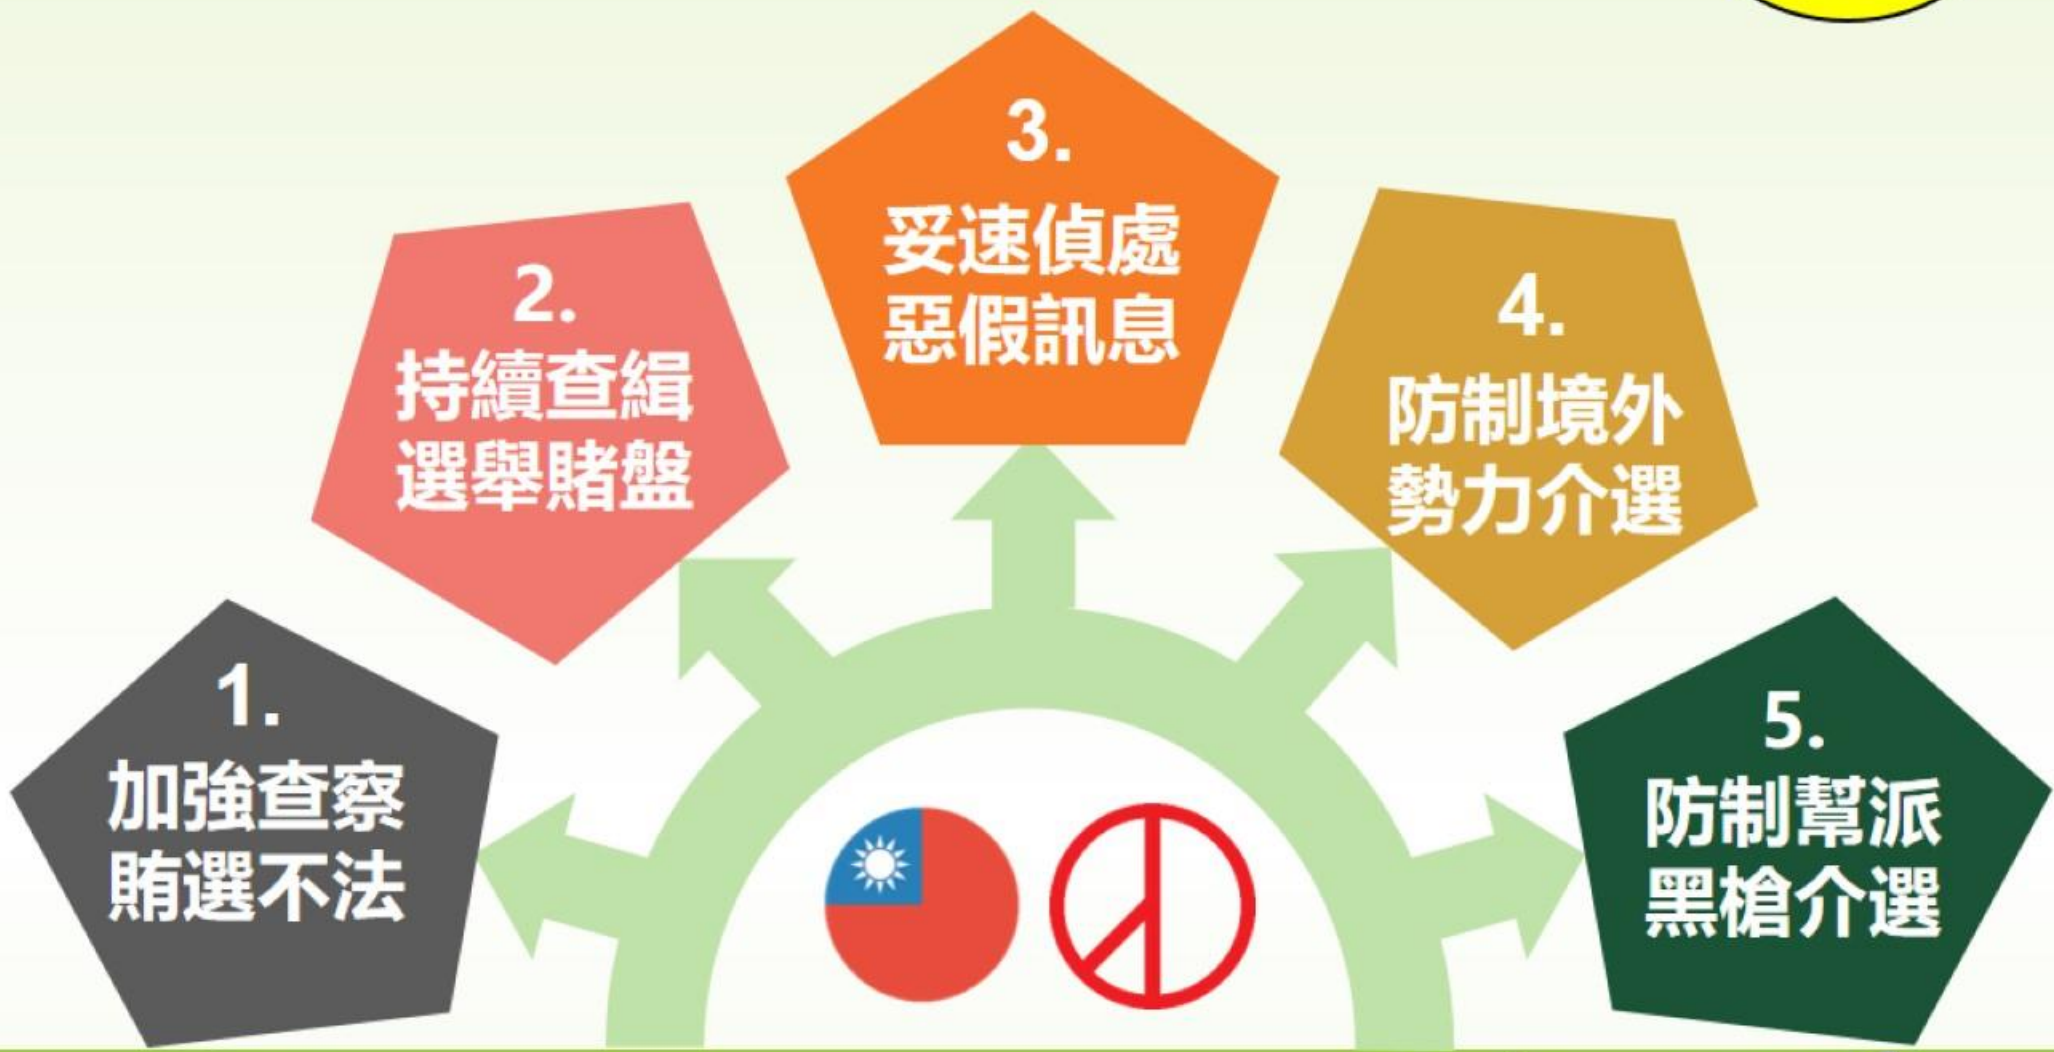 1.
加強查察
賄選不法
2.
持續查緝
選舉賭盤
3.
妥速偵處
惡假訊息
4.
防制境外
勢力介選
5.
防制幫派
黑槍介選